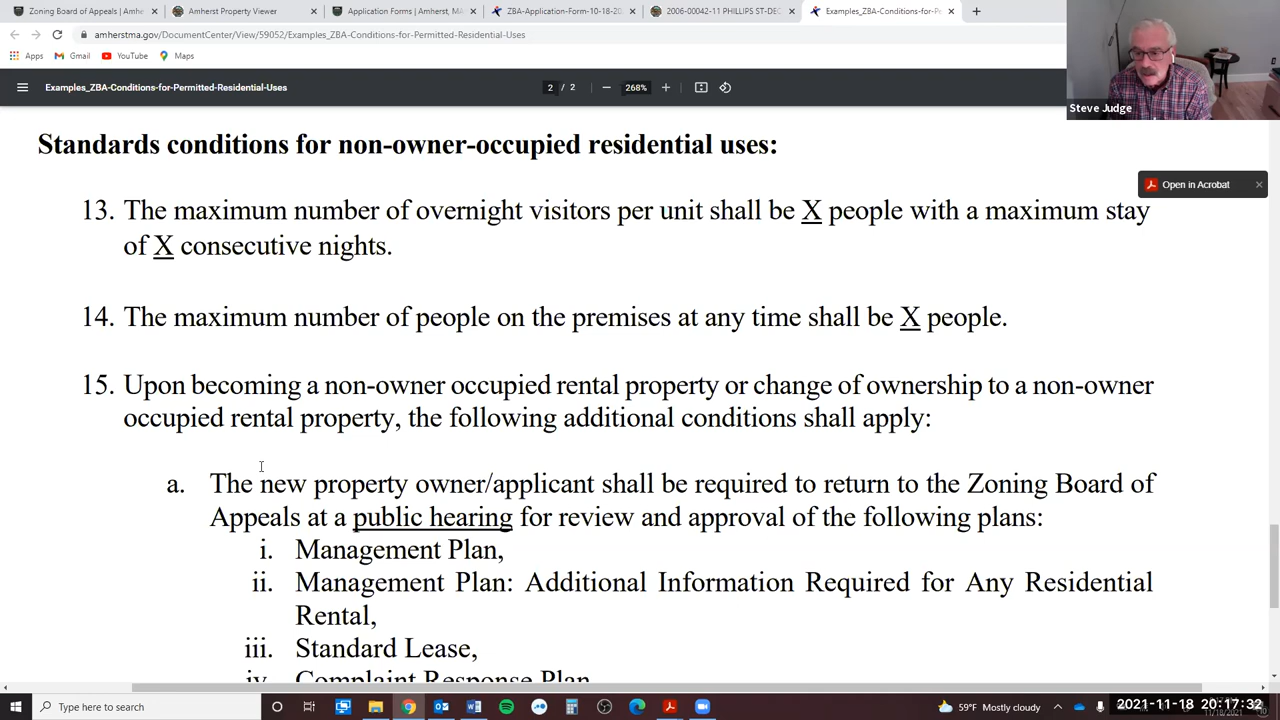 Zoning Board of Appeals | Amhe
Amherst Property Viewer
Application Forms | Amherst, MA
ZBA-Application-Form-10-18-20
2006-00042-11 PHILLIPS ST-DEC
Examples_ZBA-Conditions-for-P
amherstma.gov/DocumentCenter/View/59052/Examples_ZBA-Conditions-for-Permitted-Residential-Uses
Apps
Gmail
YouTube
Maps
Examples_ZBA-Conditions-for-Permitted-Residential-Uses
2 / 2
268%
Steve Judge
Open in Acrobat
Standards conditions for non-owner-occupied residential uses:
13. The maximum number of overnight visitors per unit shall be X people with a maximum stay
of X consecutive nights.
14. The maximum number of people on the premises at any time shall be X people.
15. Upon becoming a non-owner occupied rental property or change of ownership to a non-owner
occupied rental property, the following additional conditions shall apply:
a. The new property owner/applicant shall be required to return to the Zoning Board of
Appeals at a public hearing for review and approval of the following plans:
i. Management Plan,
ii. Management Plan: Additional Information Required for Any Residential
Rental,
iii. Standard Lease,
iv. Complaint Response Plan
Type here to search
59°F Mostly cloudy
2021-11-18 20:17:32